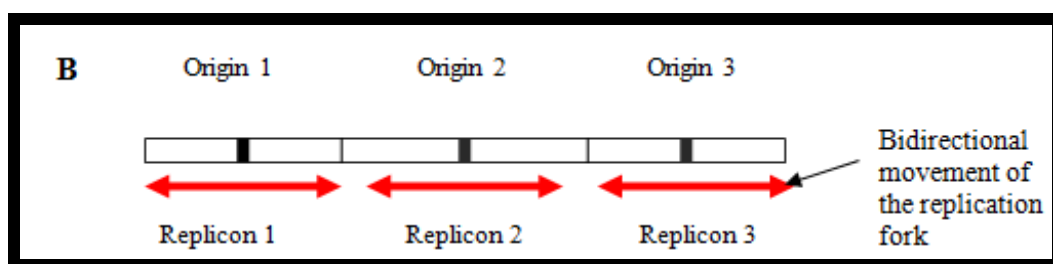 B
Origin 1 Origin 2 Origin 3
Bidirectional
movement of
the replication
fork
Replicon 1 Replicon 2 Replicon 3